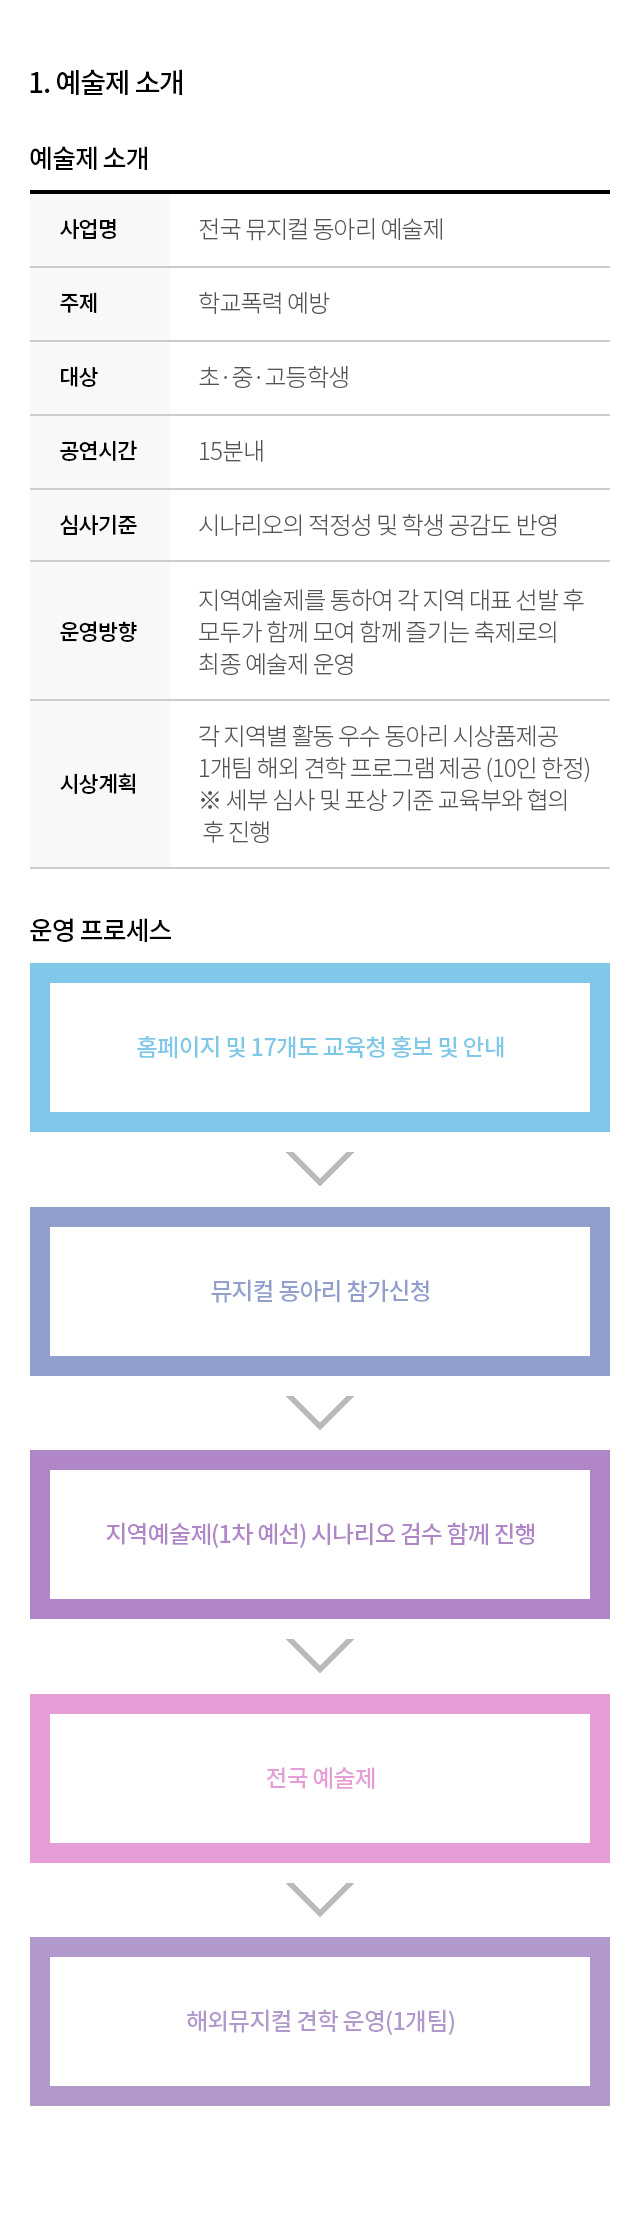 1. 예술제 소개
예술제 소개
사업명 전국 뮤지컬 동아리 예술제
주제 학교폭력 예방
대상 초·중·고등학생
공연시간 15분내
심사기준 시나리오의 적정성 및 학생 공감도 반영
운영방향 지역예술제를 통하여 각 지역 대표 선발 후
모두가 함께 모여 함께 즐기는 축제로의
최종 예술제 운영
시상계획 각 지역별 활동 우수 동아리 시상품제공
1개팀 해외 견학 프로그램 제공 (10인 한정)
※ 세부 심사 및 포상 기준 교육부와 협의
후 진행
운영 프로세스
홈페이지 및 17개도 교육청 홍보 및 안내
뮤지컬 동아리 참가신청
지역예술제(1차 예선) 시나리오 검수 함께 진행
전국 예술제
해외뮤지컬 견학 운영(1개팀)